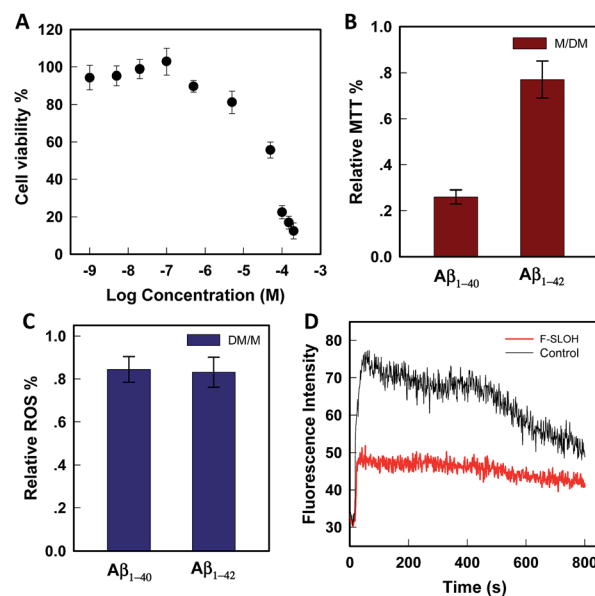 A
Cell viability %
120
100
80
60
40
20
0
-9 -8 -7 -6 -5 -4 -3
Log Concentration (M)
B
M/DM
Relative MTT %
1.0
.8
.6
.4
.2
0.0
Aβ1–40 Aβ1–42
C
DM/M
Relative ROS %
1.0
0.8
.6
.4
.2
0.0
Aβ1–40 Aβ1–42
D
F-SLOH
Control
Fluorescence Intensity
80
70
60
50
40
30
0 200 400 600 800
Time (s)